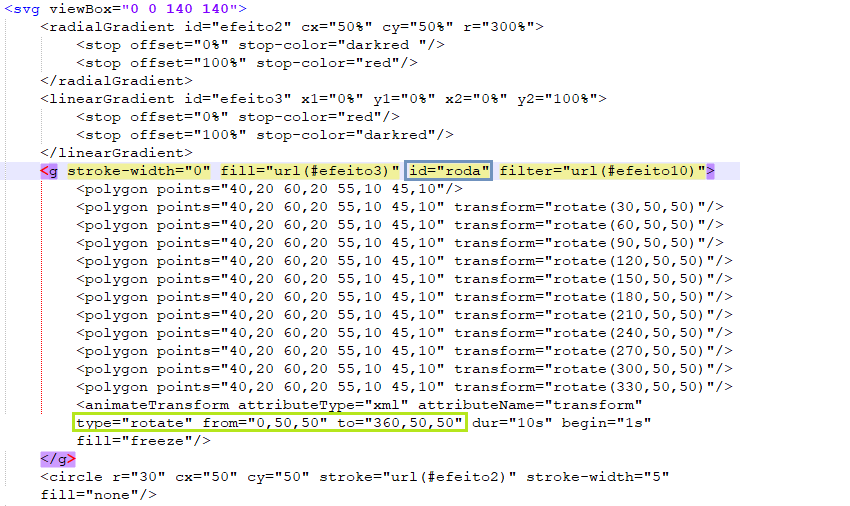 <svg viewBox="0 0 140 140">
<radialGradient id="efeito2" cx="50%" cy="50%" r="300%">
<stop offset="0%" stop-color="darkred "/>
<stop offset="100%" stop-color="red"/>
</radialGradient>
<linearGradient id="efeito3" x1="0%" y1="0%" x2="0%" y2="100%">
<stop offset="0%" stop-color="red"/>
<stop offset="100%" stop-color="darkred"/>
</linearGradient>
<g stroke-width="0" fill="url(#efeito3)" id="roda" filter="url(#efeito10)">
<polygon points="40,20 60,20 55,10 45,10"/>
<polygon points="40,20 60,20 55,10 45,10" transform="rotate(30,50,50)"/>
<polygon points="40,20 60,20 55,10 45,10" transform="rotate(60,50,50)"/>
<polygon points="40,20 60,20 55,10 45,10" transform="rotate(90,50,50)"/>
<polygon points="40,20 60,20 55,10 45,10" transform="rotate(120,50,50)"/>
<polygon points="40,20 60,20 55,10 45,10" transform="rotate(150,50,50)"/>
<polygon points="40,20 60,20 55,10 45,10" transform="rotate(180,50,50)"/>
<polygon points="40,20 60,20 55,10 45,10" transform="rotate(210,50,50)"/>
<polygon points="40,20 60,20 55,10 45,10" transform="rotate(240,50,50)"/>
<polygon points="40,20 60,20 55,10 45,10" transform="rotate(270,50,50)"/>
<polygon points="40,20 60,20 55,10 45,10" transform="rotate(300,50,50)"/>
<polygon points="40,20 60,20 55,10 45,10" transform="rotate(330,50,50)"/>
<animateTransform attributeType="xml" attributeName="transform"
type="rotate" from="0,50,50" to="360,50,50" dur="10s" begin="1s"
fill="freeze"/>
</g>
<circle r="30" cx="50" cy="50" stroke="url(#efeito2)" stroke-width="5"
fill="none"/>